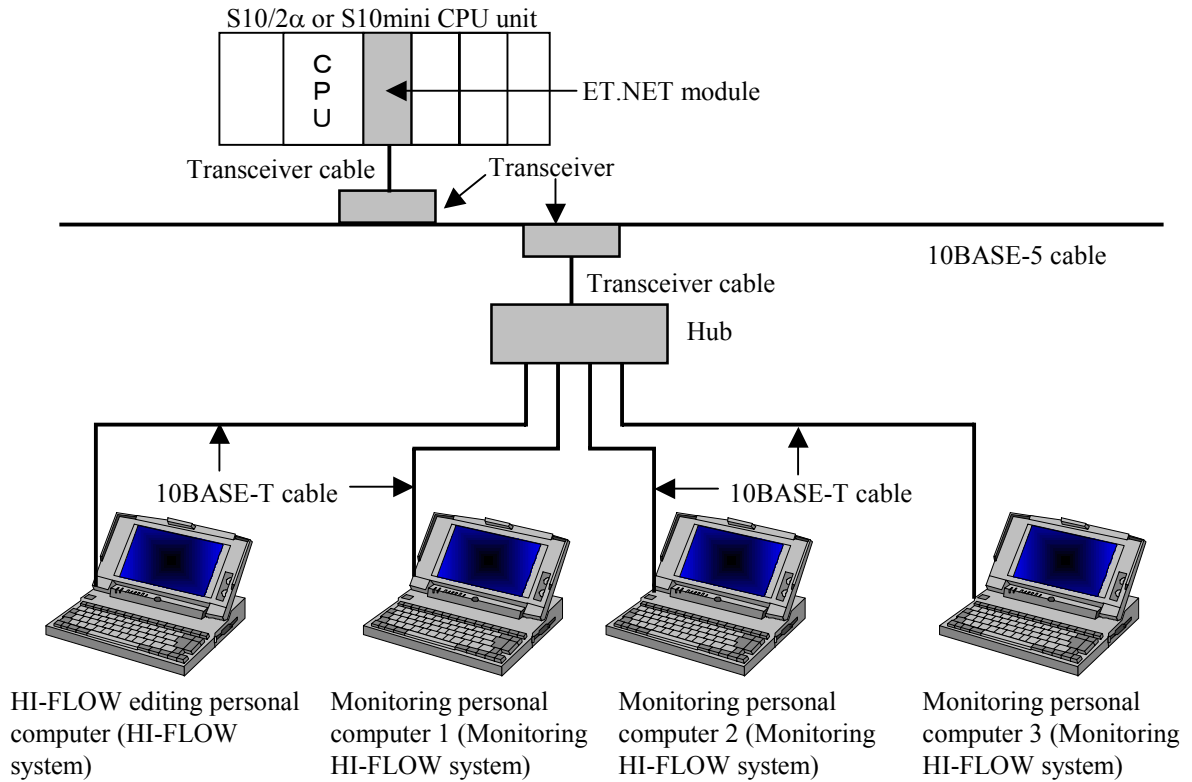 S10/2α or S10mini CPU unit
C
P
U
ET.NET module
Transceiver cable
Transceiver
10BASE-5 cable
Transceiver cable
Hub
10BASE-T cable
10BASE-T cable
HI-FLOW editing personal
computer (HI-FLOW
system)
Monitoring personal
computer 1 (Monitoring
HI-FLOW system)
Monitoring personal
computer 2 (Monitoring
HI-FLOW system)
Monitoring personal
computer 3 (Monitoring
HI-FLOW system)